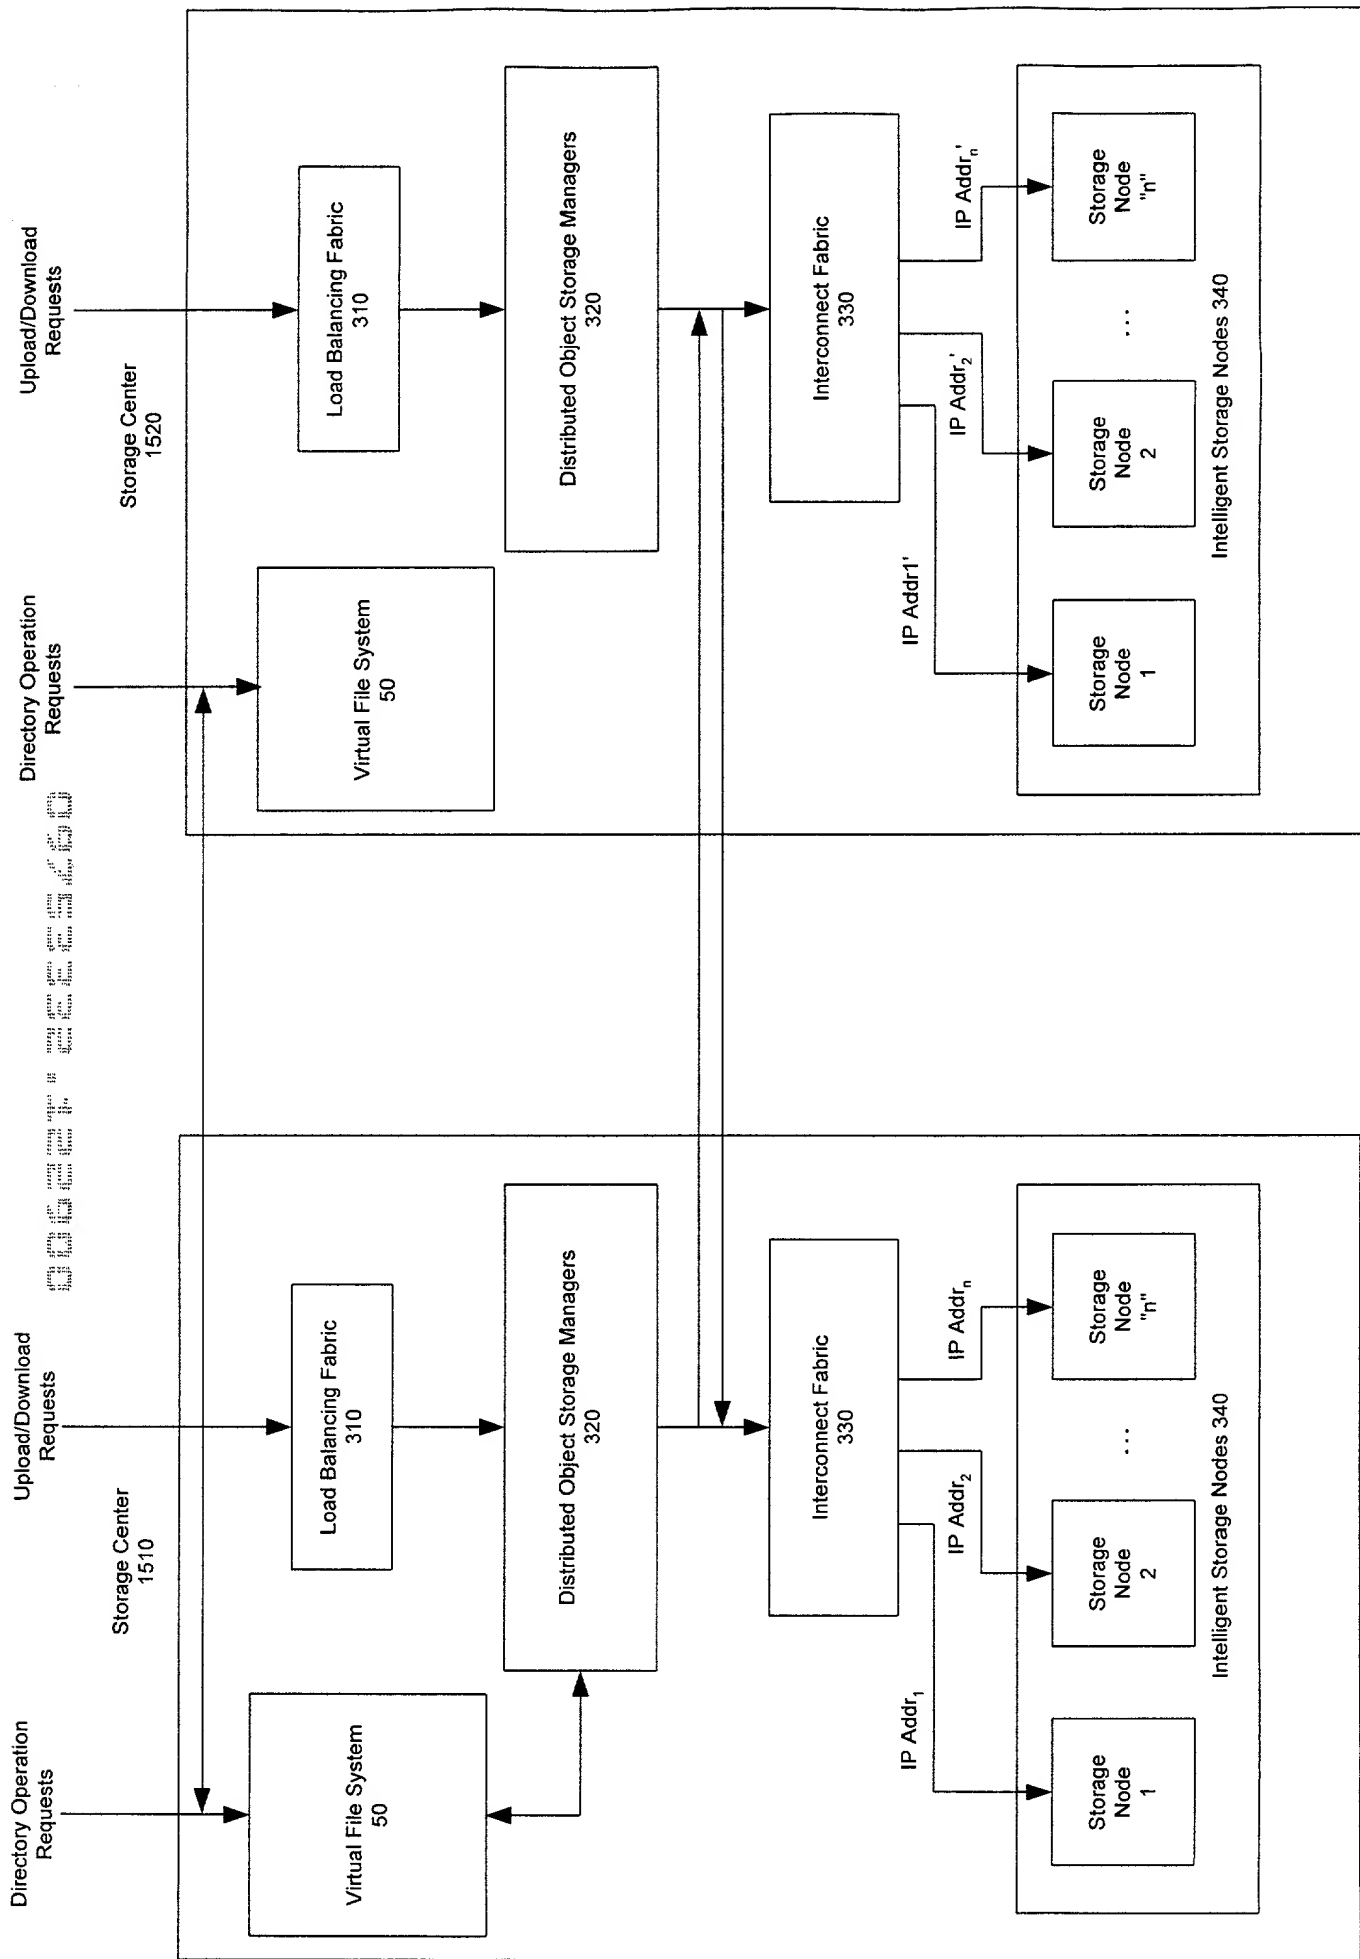 Directory Operation
Requests
Upload/Download
Requests
Storage Center
1510
Virtual File System
50
Load Balancing Fabric
310
Distributed Object Storage Managers
320
Interconnect Fabric
330
IP Addr₁
IP Addr₂
IP Addrₙ
Storage
Node
1
Storage
Node
2
...
Storage
Node
"n"
Intelligent Storage Nodes 340
Directory Operation
Requests
Upload/Download
Requests
Storage Center
1520
Virtual File System
50
Load Balancing Fabric
310
Distributed Object Storage Managers
320
Interconnect Fabric
330
IP Addr1'
IP Addr₂'
IP Addrₙ'
Storage
Node
1
Storage
Node
2
...
Storage
Node
"n"
Intelligent Storage Nodes 340